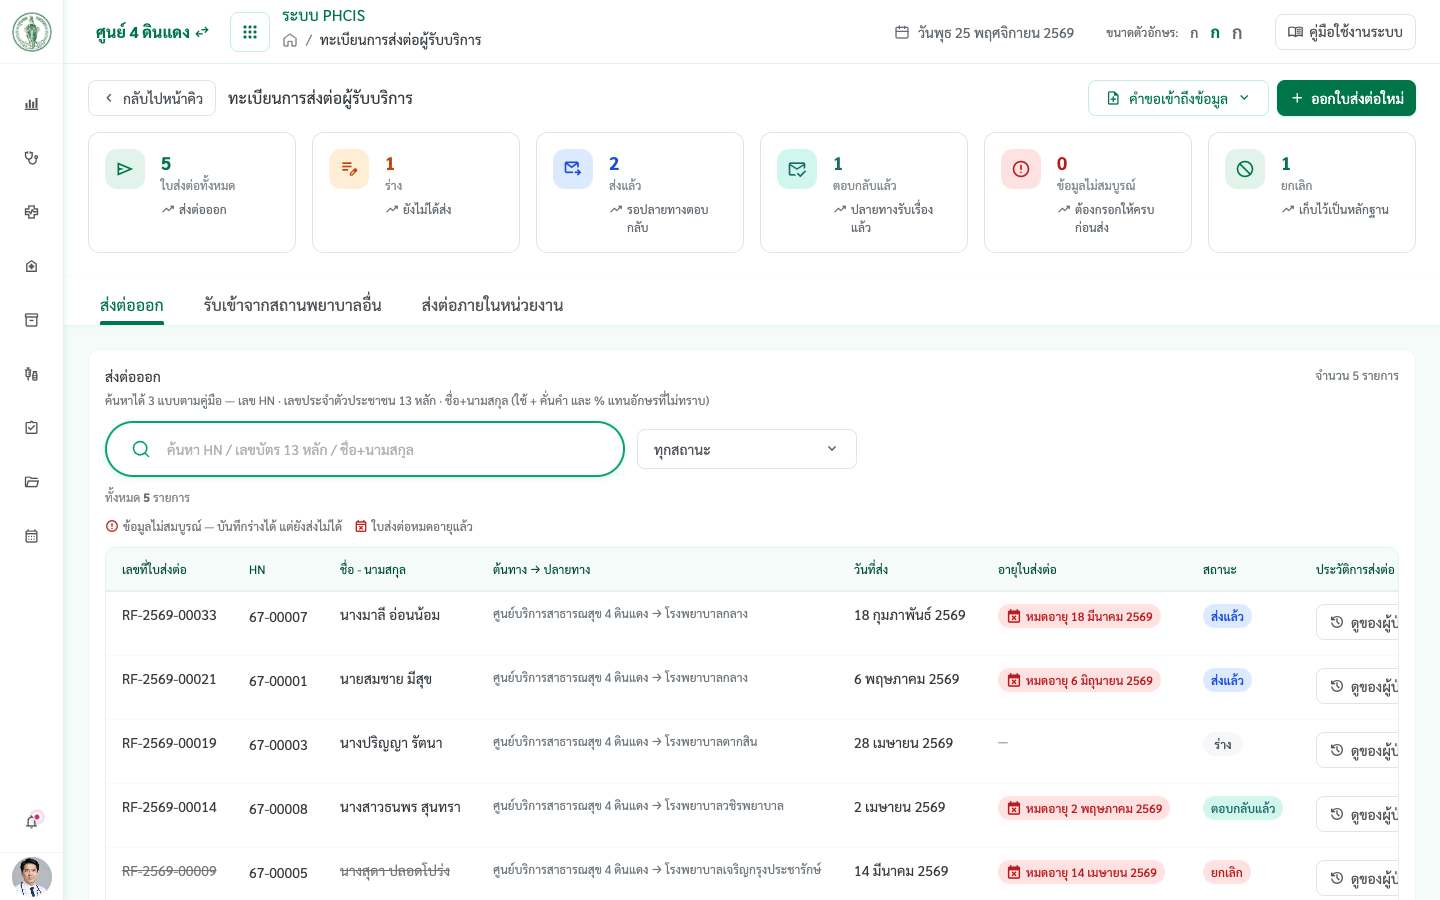 ศูนย์ 4 ดินแดง
ระบบ PHCIS
/ ทะเบียนการส่งต่อผู้รับบริการ
วันพุธ 25 พฤศจิกายน 2569
ขนาดตัวอักษร: ก ก ก
คู่มือใช้งานระบบ
กลับไปหน้าคิว
ทะเบียนการส่งต่อผู้รับบริการ
คำขอเข้าถึงข้อมูล
ออกใบส่งต่อใหม่
5
ใบส่งต่อทั้งหมด
ส่งต่อออก
1
ร่าง
ยังไม่ได้ส่ง
2
ส่งแล้ว
รอปลายทางตอบ
กลับ
1
ตอบกลับแล้ว
ปลายทางรับเรื่อง
แล้ว
0
ข้อมูลไม่สมบูรณ์
ต้องกรอกให้ครบ
ก่อนส่ง
1
ยกเลิก
เก็บไว้เป็นหลักฐาน
ส่งต่อออก รับเข้าจากสถานพยาบาลอื่น ส่งต่อภายในหน่วยงาน
ส่งต่อออก
จำนวน 5 รายการ
ค้นหาได้ 3 แบบตามคู่มือ — เลข HN · เลขประจำตัวประชาชน 13 หลัก · ชื่อ+นามสกุล (ใช้ + คั่นคำ และ % แทนอักษรที่ไม่ทราบ)
ค้นหา HN / เลขบัตร 13 หลัก / ชื่อ+นามสกุล
ทุกสถานะ
ทั้งหมด 5 รายการ
ข้อมูลไม่สมบูรณ์ — บันทึกร่างได้ แต่ยังส่งไม่ได้ ใบส่งต่อหมดอายุแล้ว
เลขที่ใบส่งต่อ HN ชื่อ - นามสกุล ต้นทาง → ปลายทาง วันที่ส่ง อายุใบส่งต่อ สถานะ ประวัติการส่งต่อ
RF-2569-00033 67-00007 นางมาลี อ่อนน้อม ศูนย์บริการสาธารณสุข 4 ดินแดง → โรงพยาบาลกลาง 18 กุมภาพันธ์ 2569 หมดอายุ 18 มีนาคม 2569 ส่งแล้ว ดูของผู้ป
RF-2569-00021 67-00001 นายสมชาย มีสุข ศูนย์บริการสาธารณสุข 4 ดินแดง → โรงพยาบาลกลาง 6 พฤษภาคม 2569 หมดอายุ 6 มิถุนายน 2569 ส่งแล้ว ดูของผู้ป
RF-2569-00019 67-00003 นางปริญญา รัตนา ศูนย์บริการสาธารณสุข 4 ดินแดง → โรงพยาบาลตากสิน 28 เมษายน 2569 — ร่าง ดูของผู้ป
RF-2569-00014 67-00008 นางสาวธนพร สุนทรา ศูนย์บริการสาธารณสุข 4 ดินแดง → โรงพยาบาลวชิรพยาบาล 2 เมษายน 2569 หมดอายุ 2 พฤษภาคม 2569 ตอบกลับแล้ว ดูของผู้ป
RF-2569-00009 67-00005 นางสุดา ปลอดโปร่ง ศูนย์บริการสาธารณสุข 4 ดินแดง → โรงพยาบาลเจริญกรุงประชารักษ์ 14 มีนาคม 2569 หมดอายุ 14 เมษายน 2569 ยกเลิก ดูของผู้ป